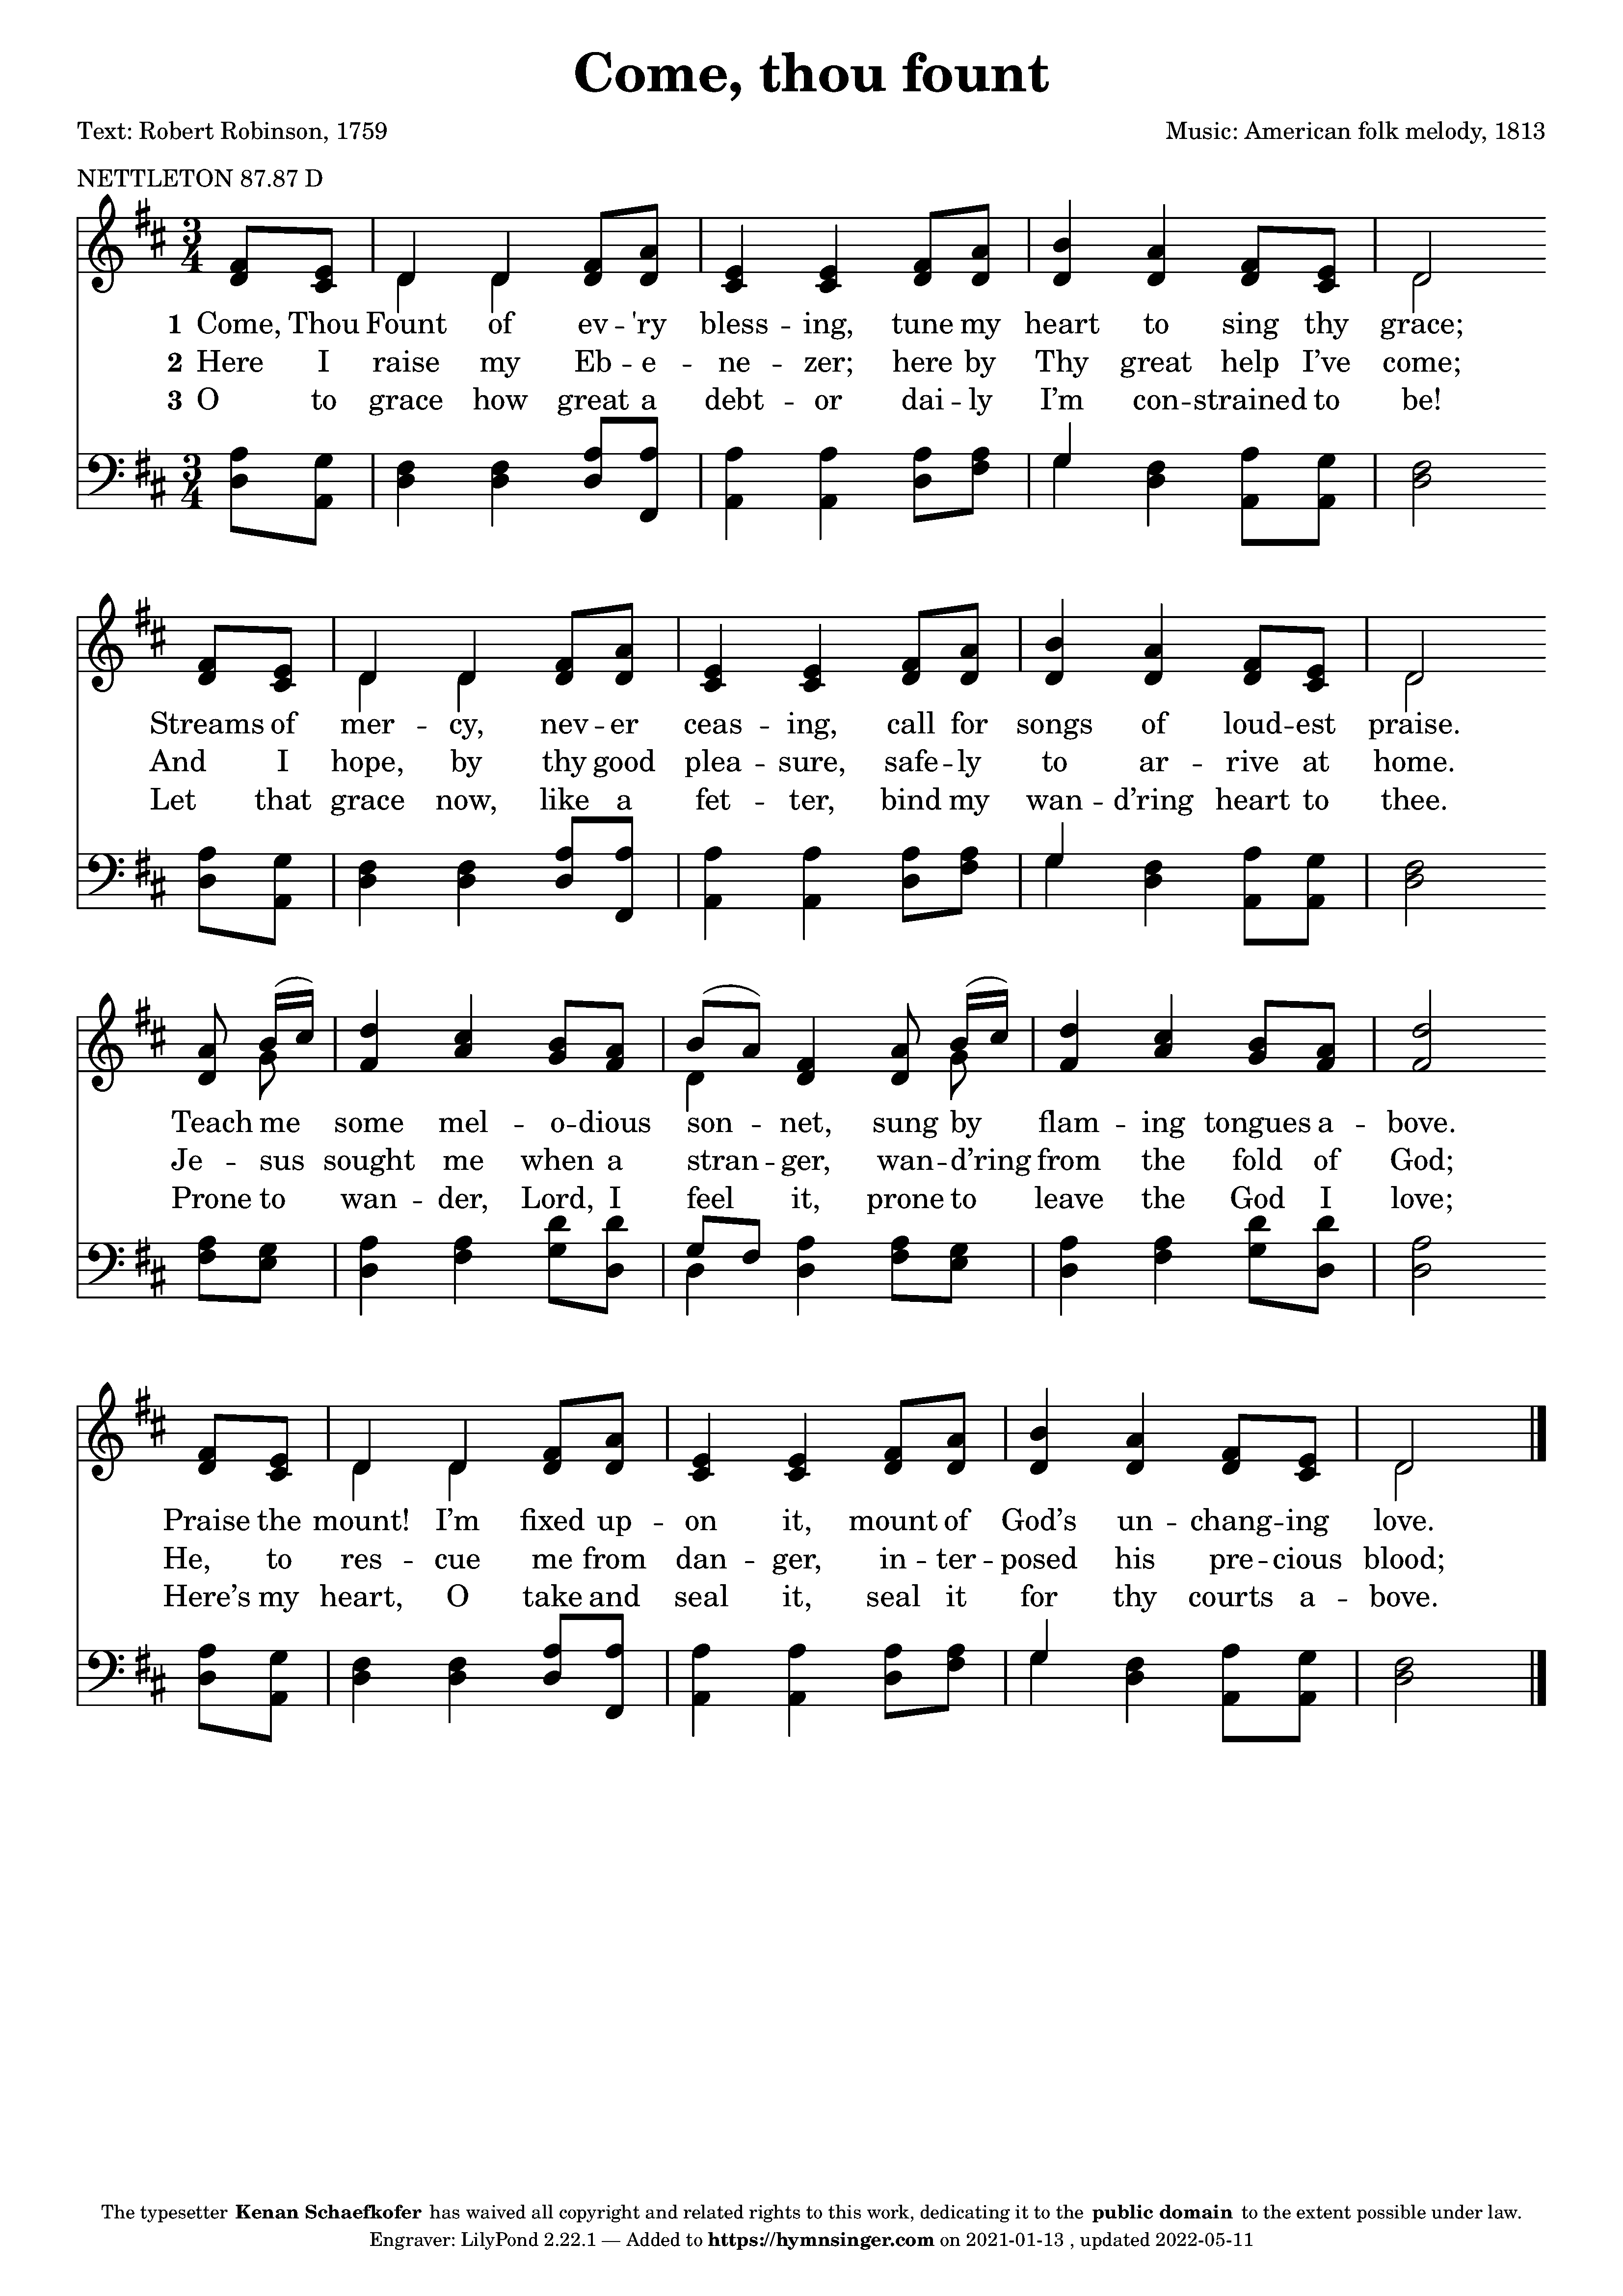 Come, thou fount
Text: Robert Robinson, 1759
Music: American folk melody, 1813
NETTLETON 87.87 D
1 Come, Thou Fount of ev -- 'ry bless -- ing, tune my heart to sing thy grace;
2 Here I raise my Eb -- e -- ne -- zer; here by Thy great help I’ve come;
3 O to grace how great a debt -- or dai -- ly I’m con -- strained to be!
Streams of mer -- cy, nev -- er ceas -- ing, call for songs of loud -- est praise.
And I hope, by thy good plea -- sure, safe -- ly to ar -- rive at home.
Let that grace now, like a fet -- ter, bind my wan -- d’ring heart to thee.
Teach me some mel -- o -- dious son -- net, sung by flam -- ing tongues a -- bove.
Je -- sus sought me when a stran -- ger, wan -- d’ring from the fold of God;
Prone to wan -- der, Lord, I feel it, prone to leave the God I love;
Praise the mount! I’m fixed up -- on it, mount of God’s un -- chang -- ing love.
He, to res -- cue me from dan -- ger, in -- ter -- posed his pre -- cious blood;
Here’s my heart, O take and seal it, seal it for thy courts a -- bove.
The typesetter Kenan Schaefkofer has waived all copyright and related rights to this work, dedicating it to the public domain to the extent possible under law.
Engraver: LilyPond 2.22.1 — Added to https://hymnsinger.com on 2021-01-13 , updated 2022-05-11